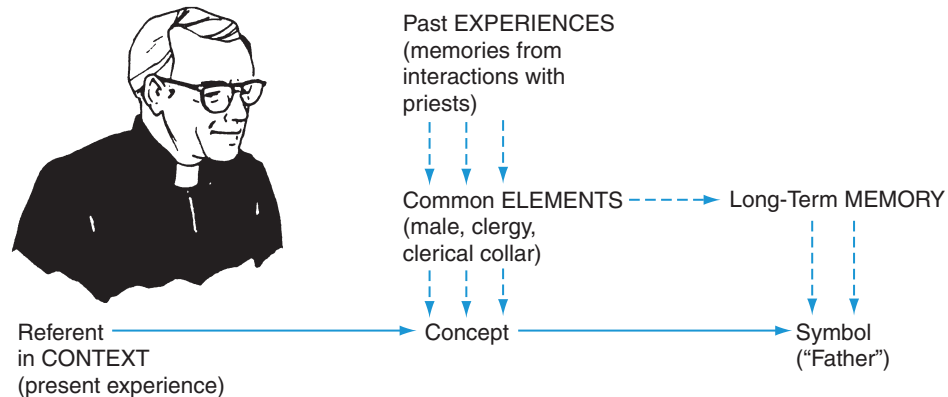 Past EXPERIENCES
(memories from
interactions with
priests)
Common ELEMENTS
(male, clergy,
clerical collar)
Long-Term MEMORY
Referent
in CONTEXT
(present experience)
Concept
Symbol
(“Father”)